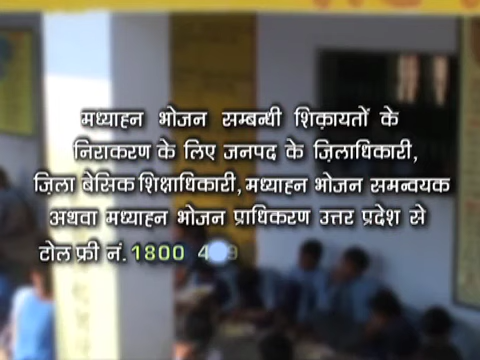 मध्याह्न भोजन सम्बन्धी शिक़ायतों के
निराकरण के लिए जनपद के ज़िलाधिकारी,
ज़िला बेसिक शिक्षाधिकारी, मध्याह्न भोजन समन्वयक
अथवा मध्याह्न भोजन प्राधिकरण उत्तर प्रदेश से
टोल फ्री नं. 1800